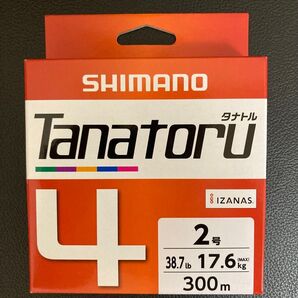 SHIMANO
タナトル
Tanatoru
4
IZANAS
2号
38.7lb 17.6kg (MAX)
300m